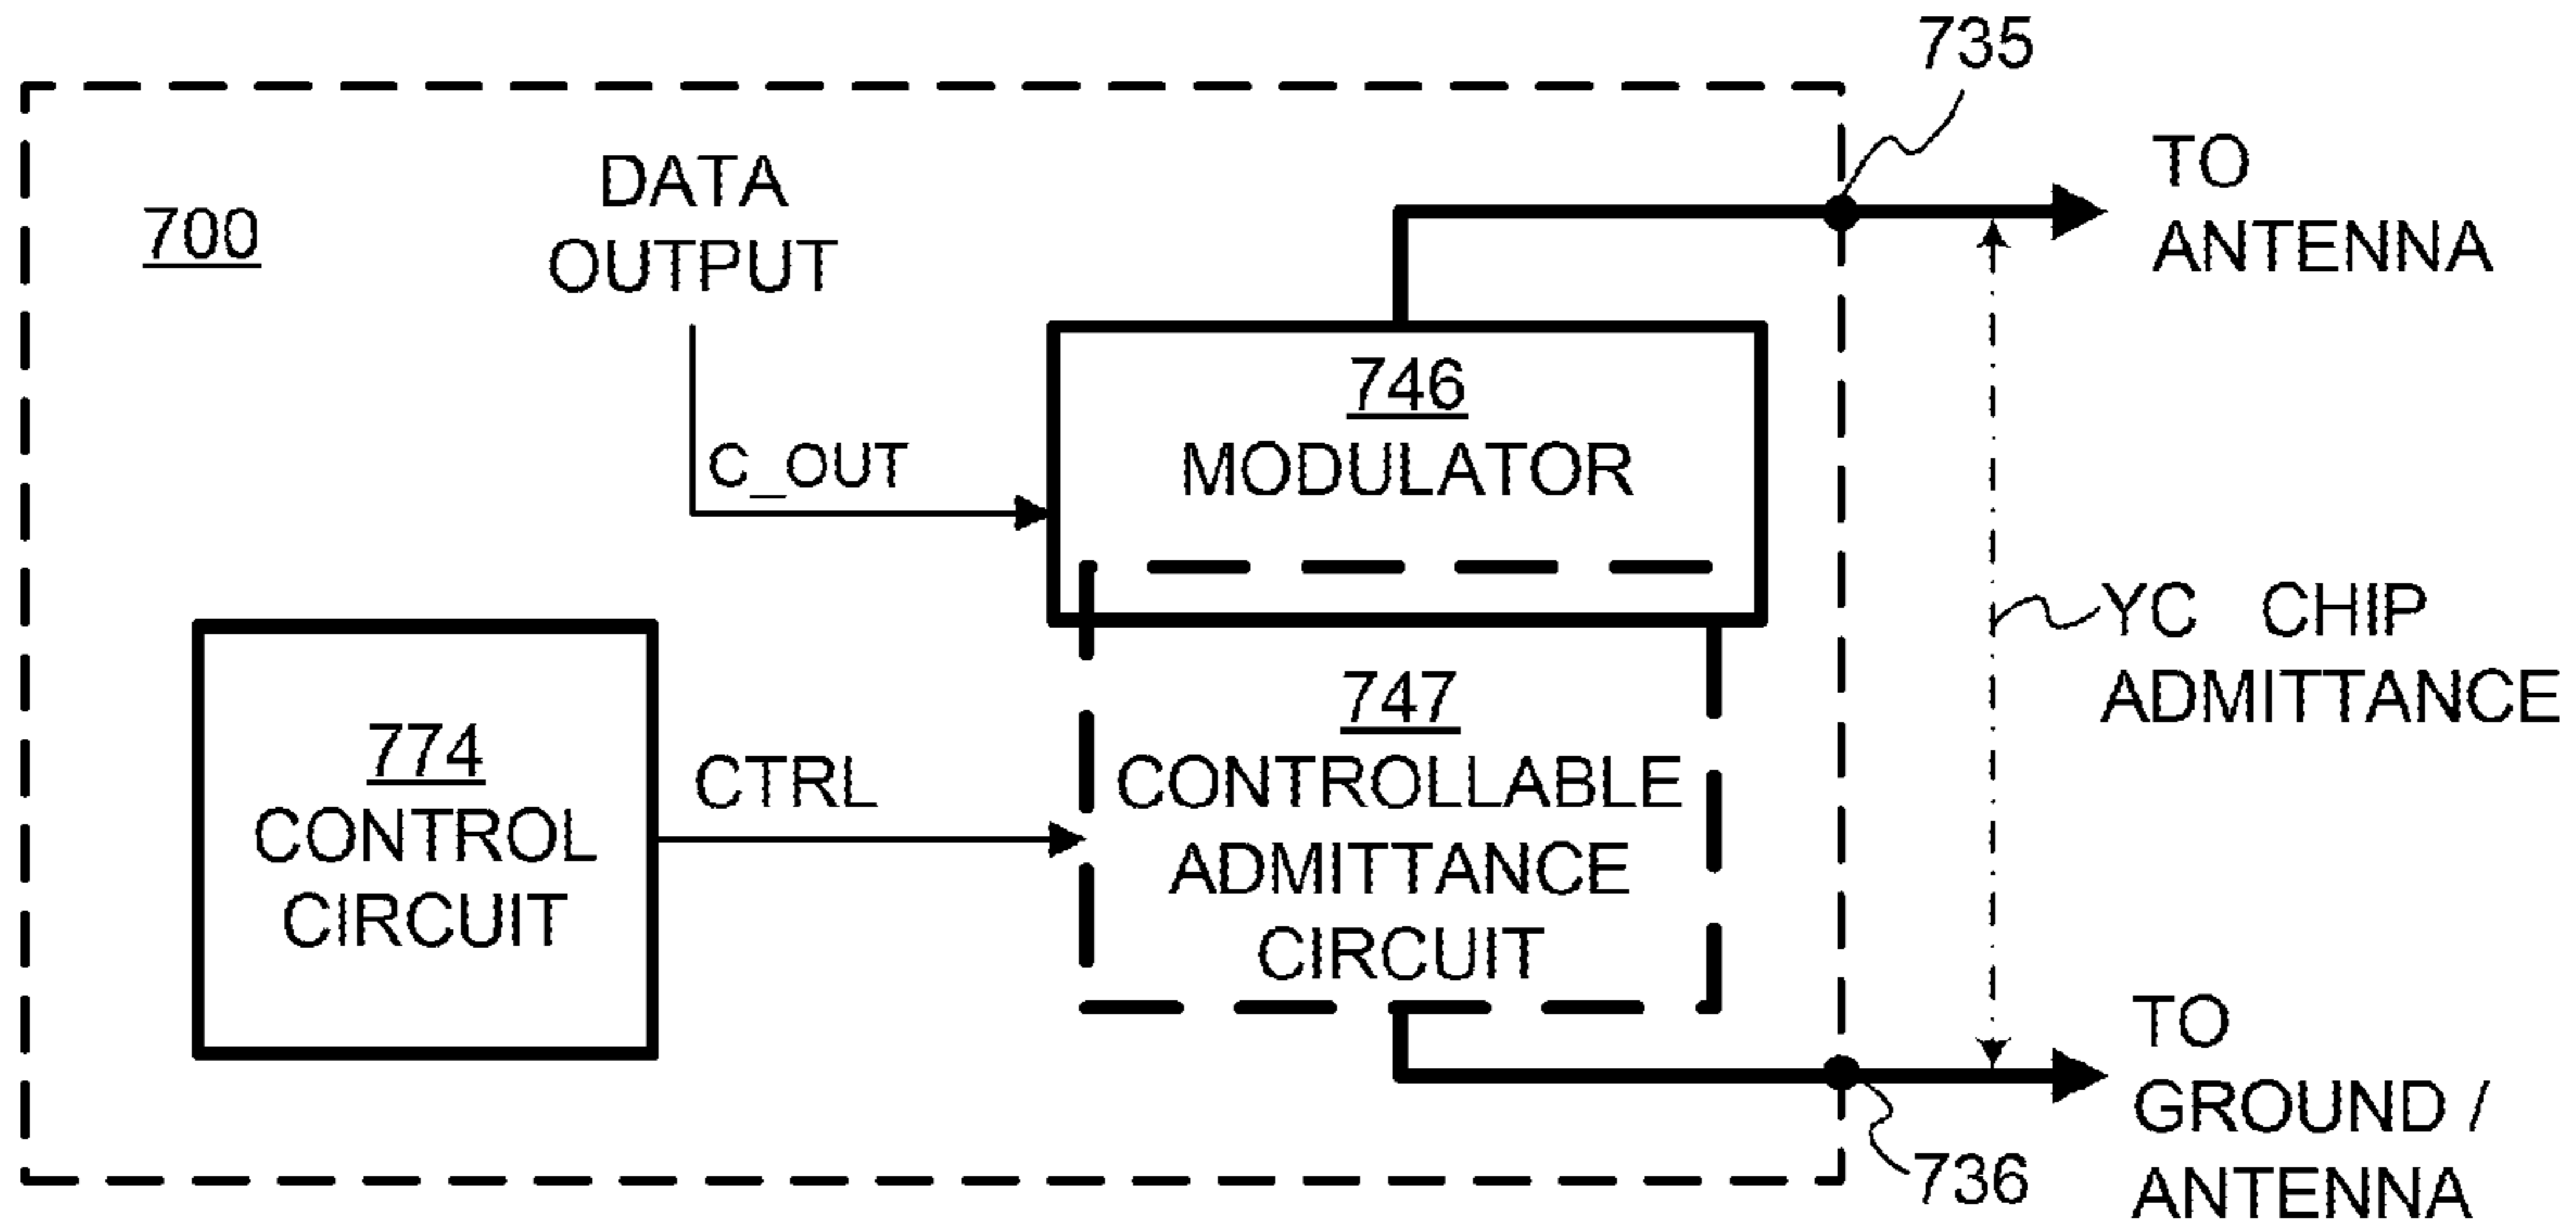 735
TO
ANTENNA
DATA
OUTPUT
700
746
MODULATOR
C_OUT
YC CHIP
ADMITTANCE
747
CONTROLLABLE
ADMITTANCE
CIRCUIT
774
CONTROL
CIRCUIT
CTRL
TO
GROUND /
ANTENNA
736